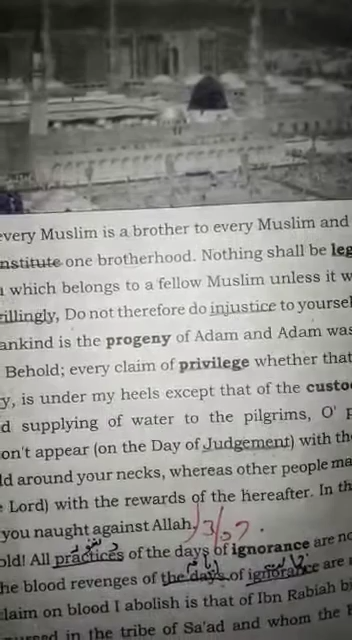 every Muslim is a brother to every Muslim and
nstitute one brotherhood. Nothing shall be leg
which belongs to a fellow Muslim unless it w
illingly, Do not therefore do injustice to yoursel
ankind is the progeny of Adam and Adam was
Behold; every claim of privilege whether that
y, is under my heels except that of the custo
d supplying of water to the pilgrims, O' p
on't appear (on the Day of Judgement) with the
ld around your necks, whereas other people ma
Lord) with the rewards of the hereafter. In th
you naught against Allah.
old! All practices of the days of ignorance are no
he blood revenges of the days of ignorance are
laim on blood I abolish is that of Ibn Rabiah b
in the tribe of Sa'ad and whom the